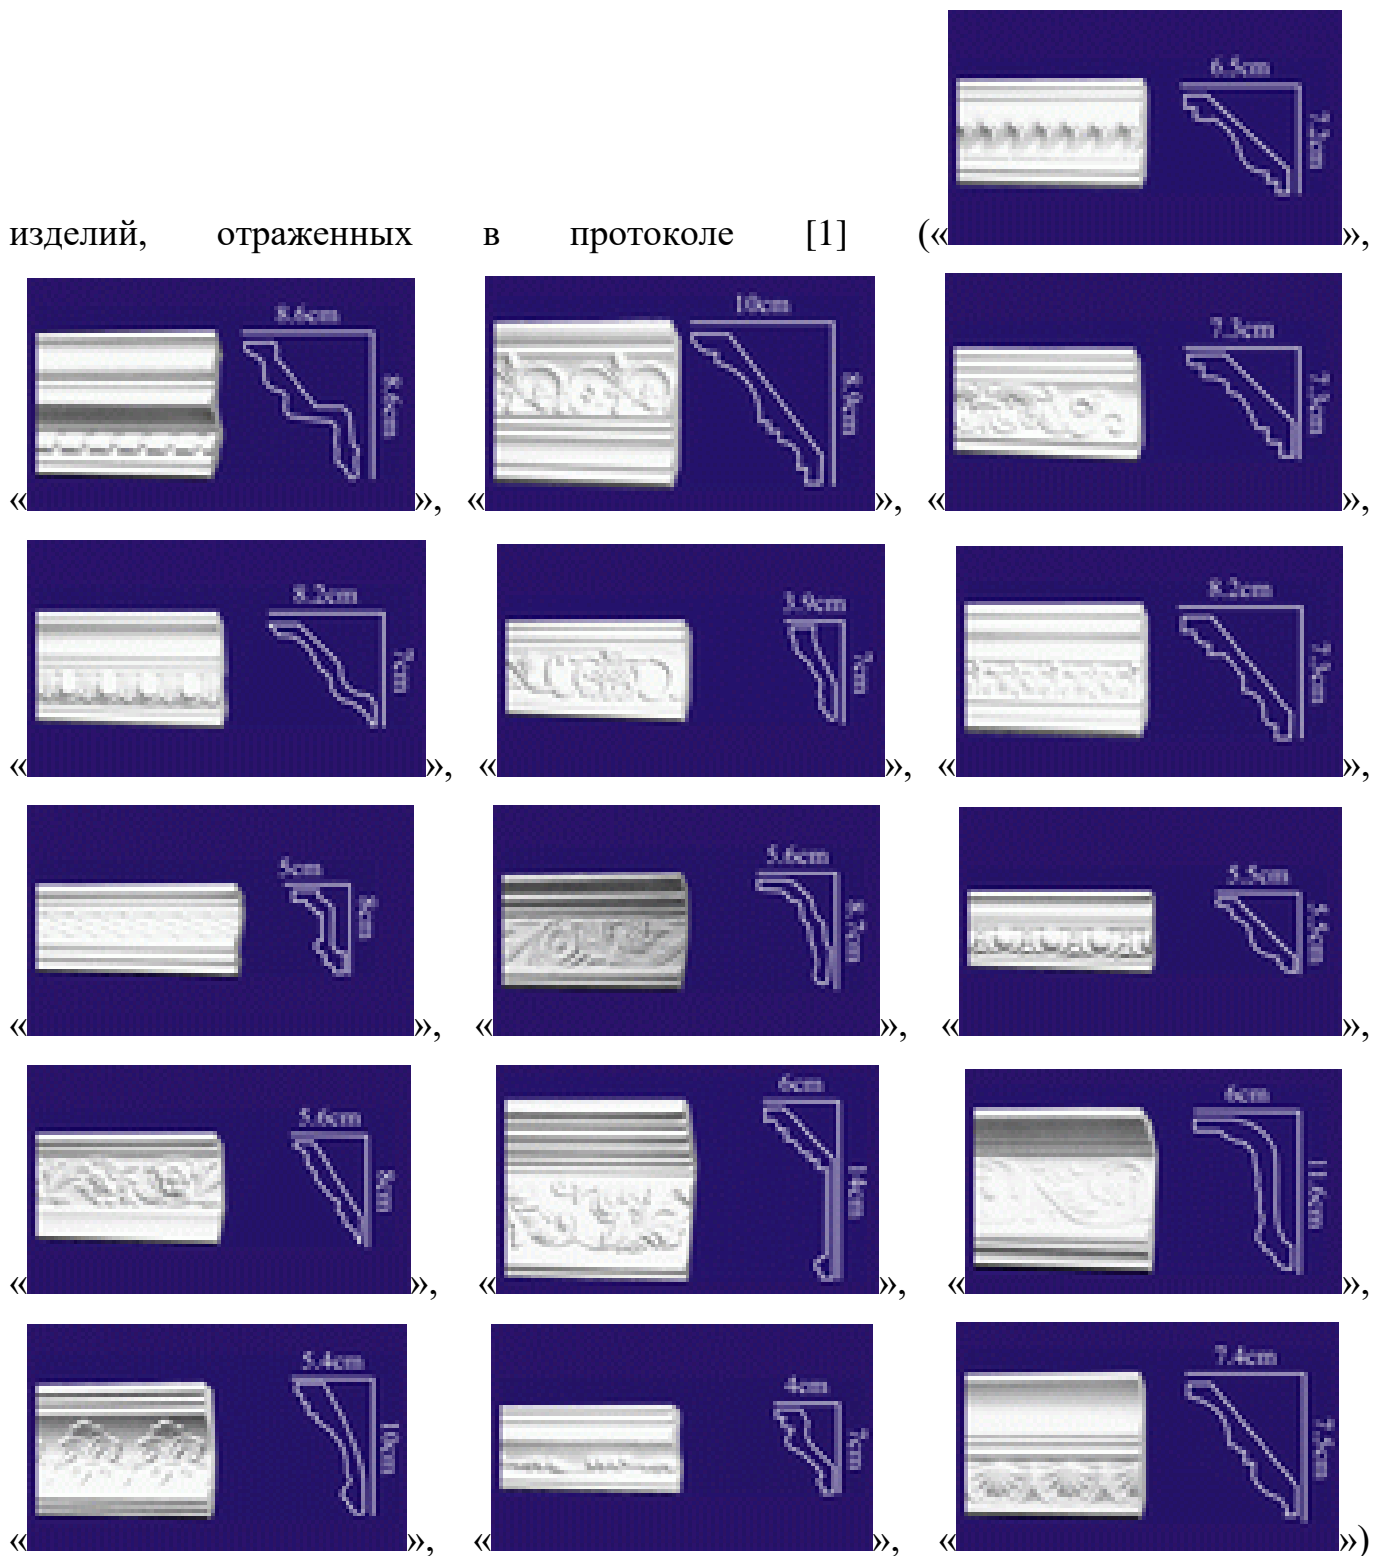 6.5cm
7.2cm
изделий, отраженных в протоколе [1] («»,
8.6cm 10cm 7.3cm
8.6cm 8.9cm 7.3cm
«», «», «»,
8.2cm 3.9cm 8.2cm
7cm 7cm 7.3cm
«», «», «»,
5cm 5.6cm 5.5cm
8cm 8.7cm 5.5cm
«», «», «»,
5.6cm 6cm 6cm
8cm 14cm 11.6cm
«», «», «»,
5.4cm 4cm 7.4cm
10cm 7cm 7.5cm
«», «», «»)